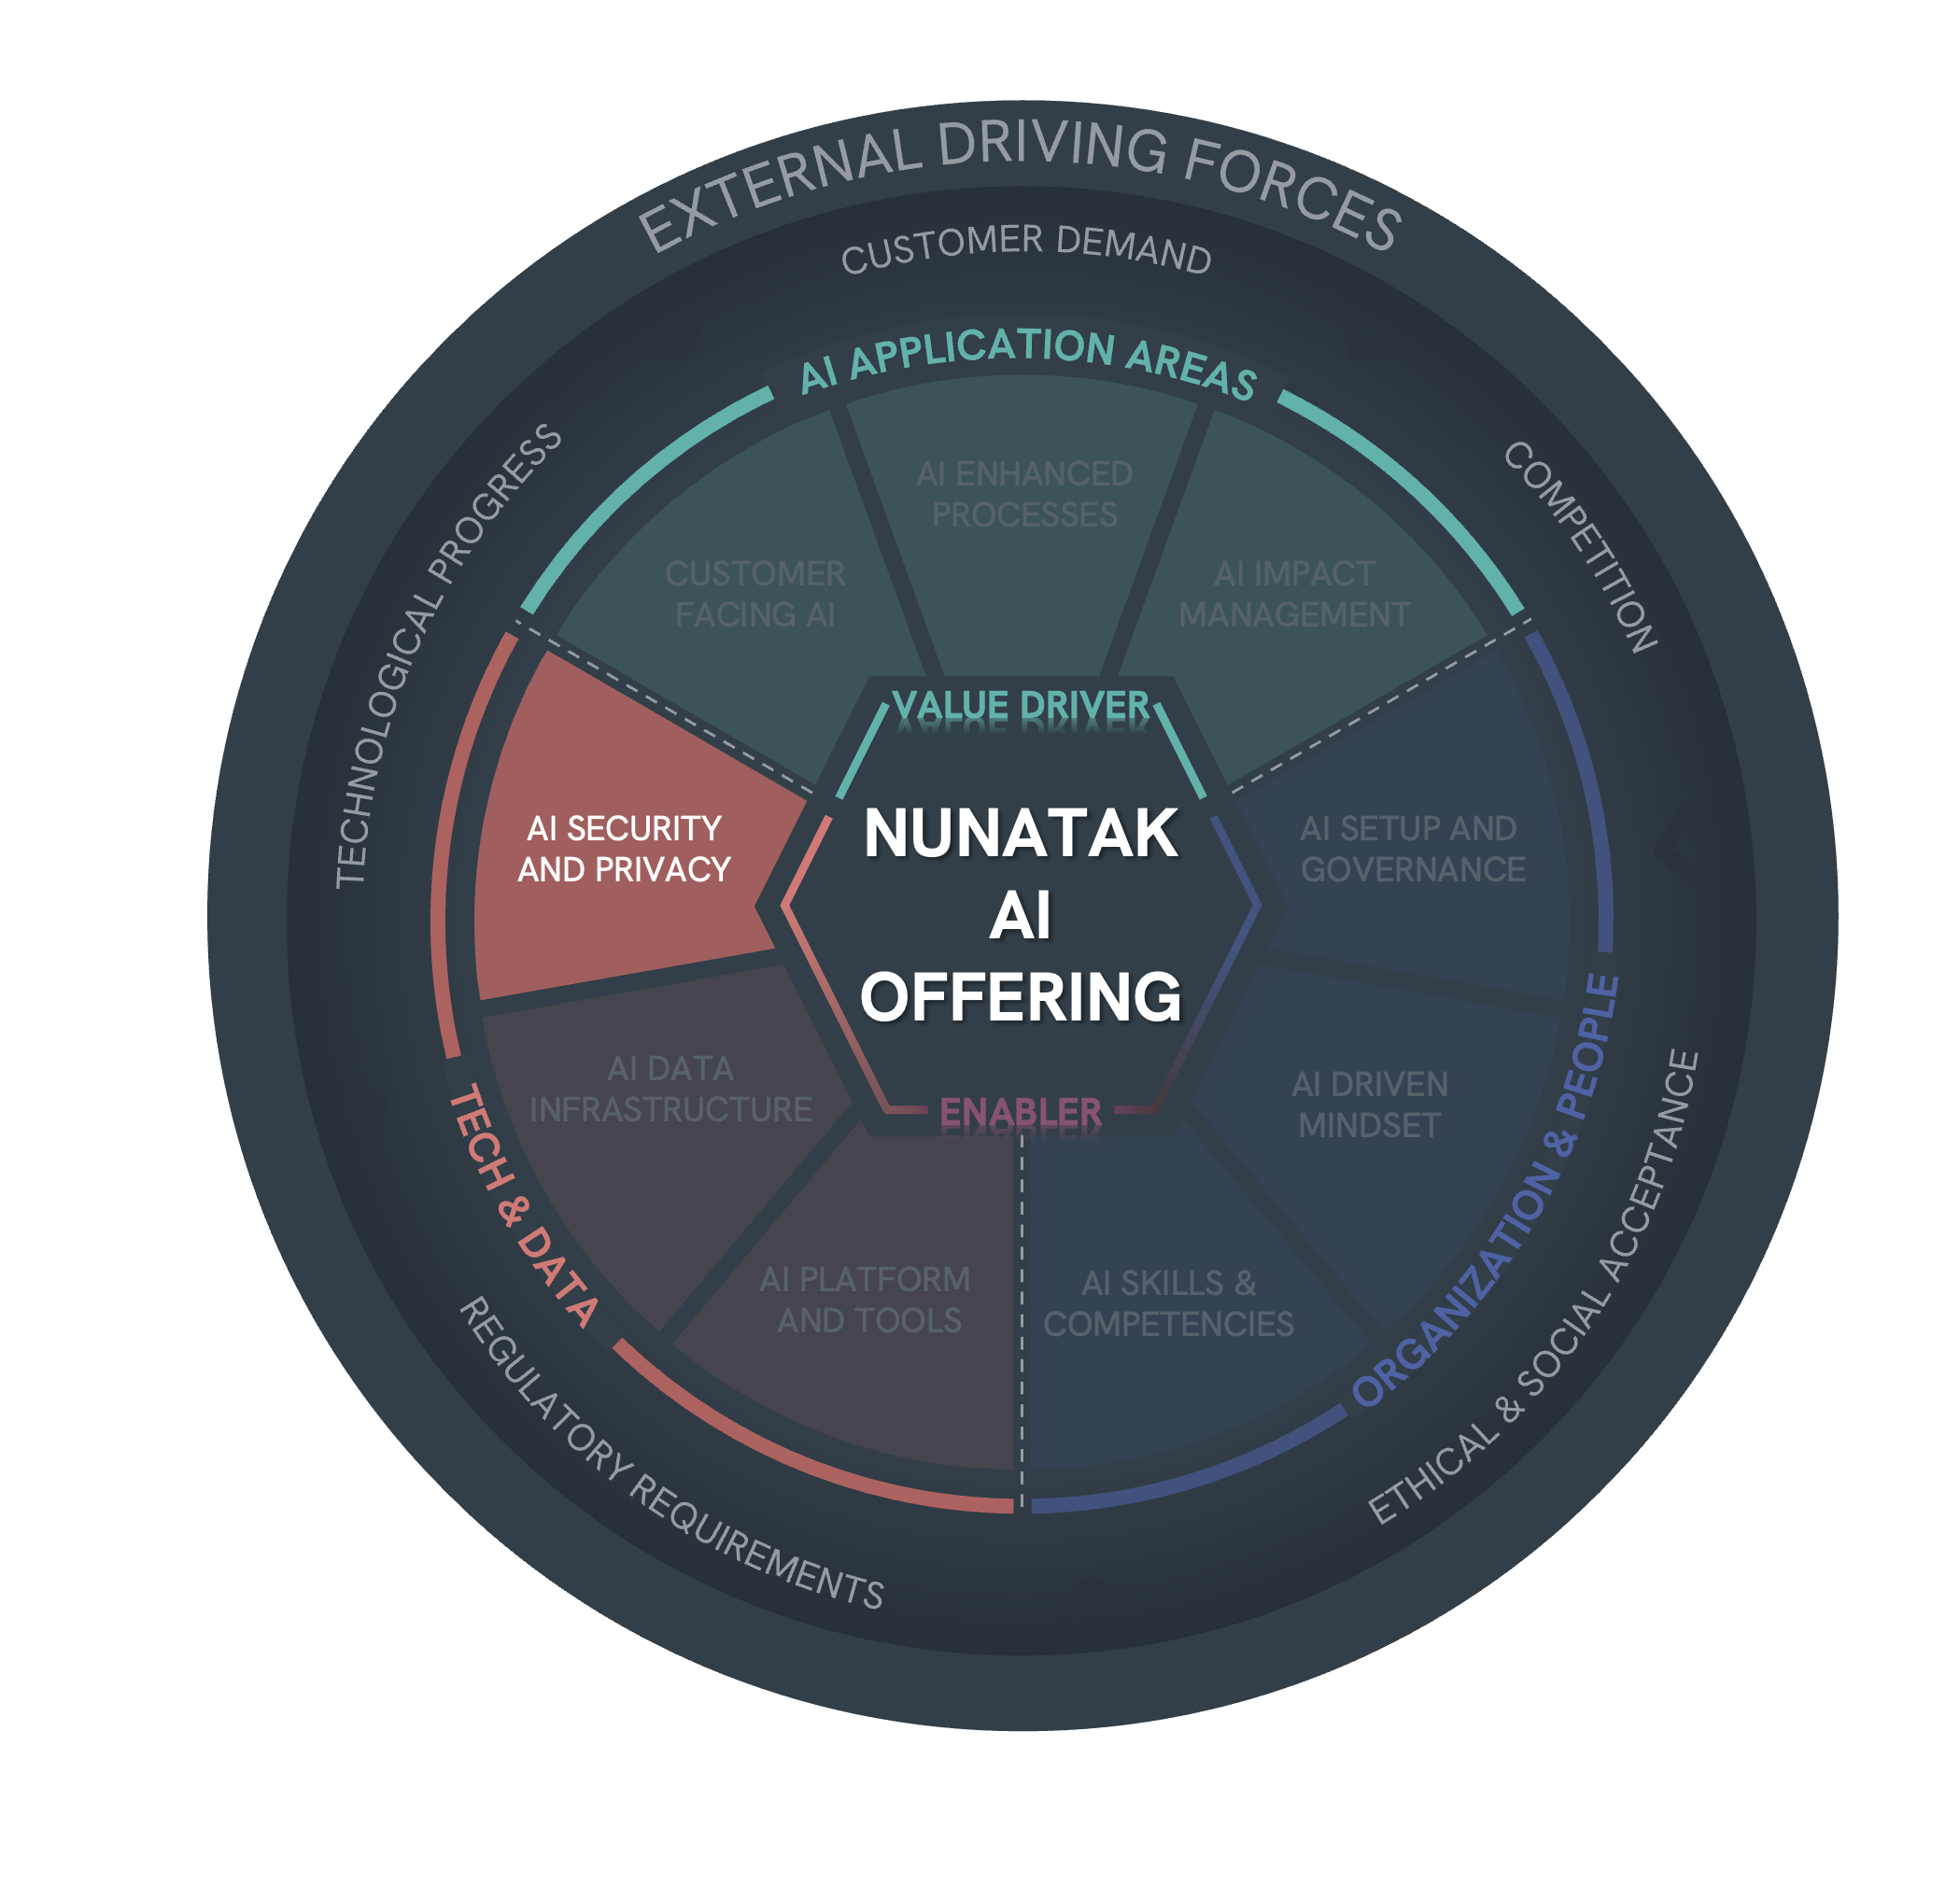 EXTERNAL DRIVING FORCES
CUSTOMER DEMAND
TECHNOLOGICAL PROGRESS
COMPETITION
AI APPLICATION AREAS
AI ENHANCED
PROCESSES
CUSTOMER
FACING AI
AI IMPACT
MANAGEMENT
VALUE DRIVER
NUNATAK
AI
OFFERING
ENABLER
AI SECURITY
AND PRIVACY
AI SETUP AND
GOVERNANCE
AI DATA
INFRASTRUCTURE
AI DRIVEN
MINDSET
AI PLATFORM
AND TOOLS
AI SKILLS &
COMPETENCIES
TECH & DATA
ORGANIZATION & PEOPLE
REGULATORY REQUIREMENTS
ETHICAL & SOCIAL ACCEPTANCE